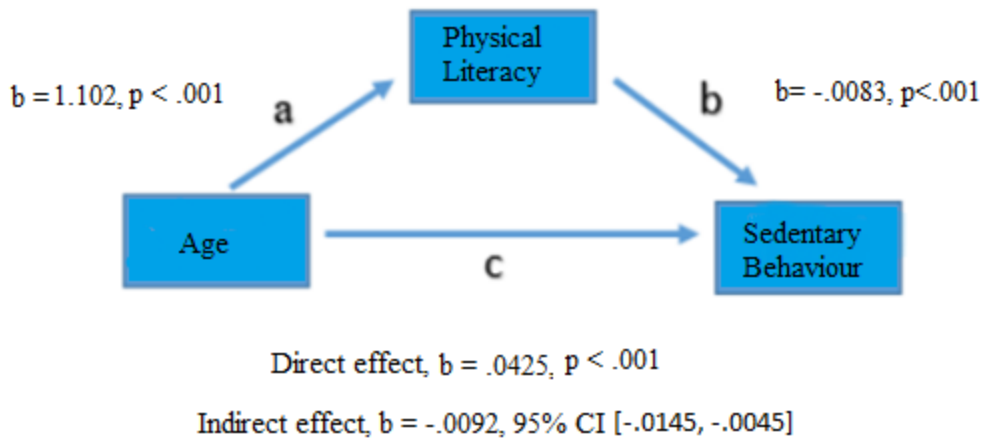 Physical
Literacy
b = 1.102, p < .001
a
b
b= -.0083, p<.001
Age
c
Sedentary
Behaviour
Direct effect, b = .0425, p < .001
Indirect effect, b = -.0092, 95% CI [-.0145, -.0045]